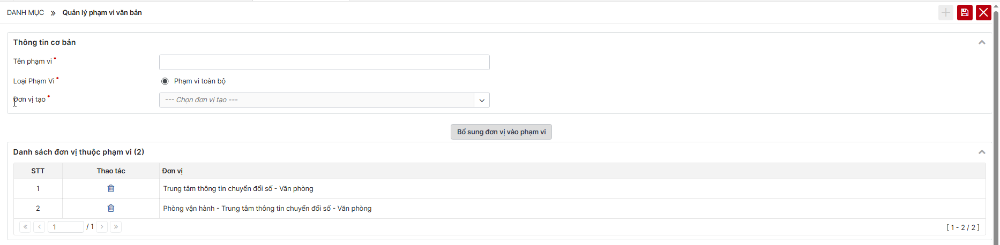 DANH MỤC » Quản lý phạm vi văn bản
Thông tin cơ bản
Tên phạm vi *
Loại Phạm Vi * Phạm vi toàn bộ
Đơn vị tạo * --- Chọn đơn vị tạo ---
Bổ sung đơn vị vào phạm vi
Danh sách đơn vị thuộc phạm vi (2)
STT Thao tác Đơn vị
1 Trung tâm thông tin chuyển đổi số - Văn phòng
2 Phòng vận hành - Trung tâm thông tin chuyển đổi số - Văn phòng
« ‹ 1 / 1 › » [ 1 - 2 / 2 ]